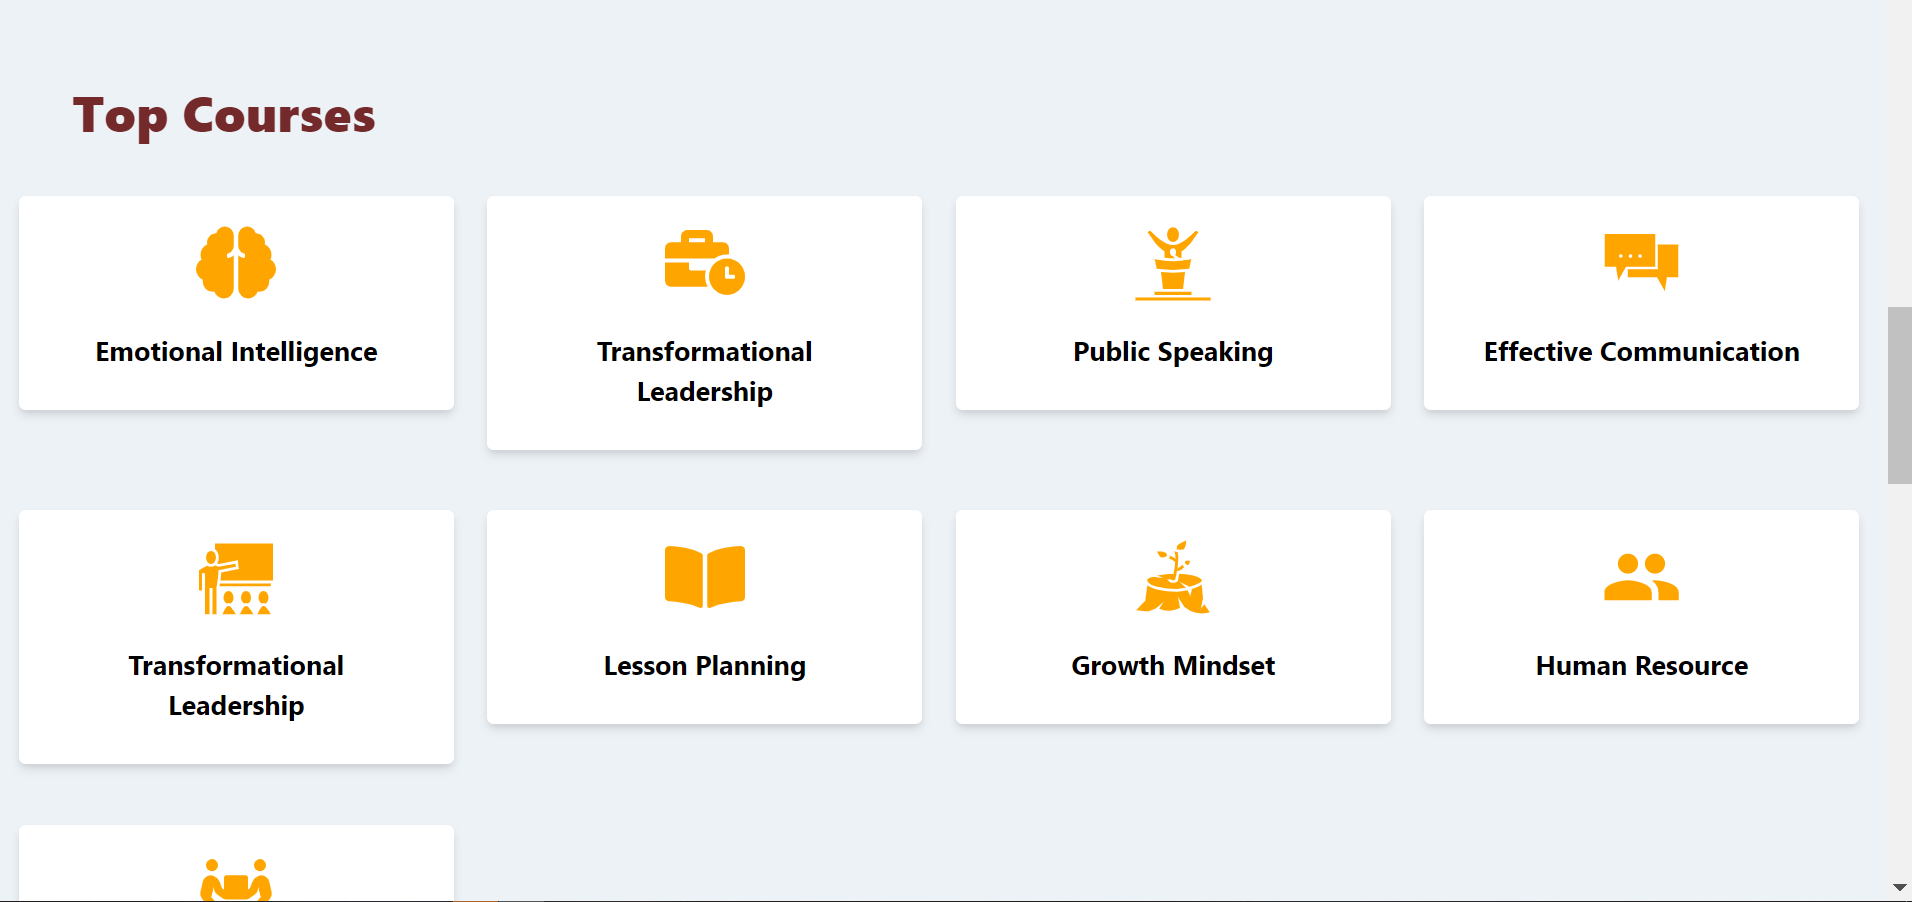 Top Courses
Emotional Intelligence
Transformational
Leadership
Public Speaking
Effective Communication
Transformational
Leadership
Lesson Planning
Growth Mindset
Human Resource